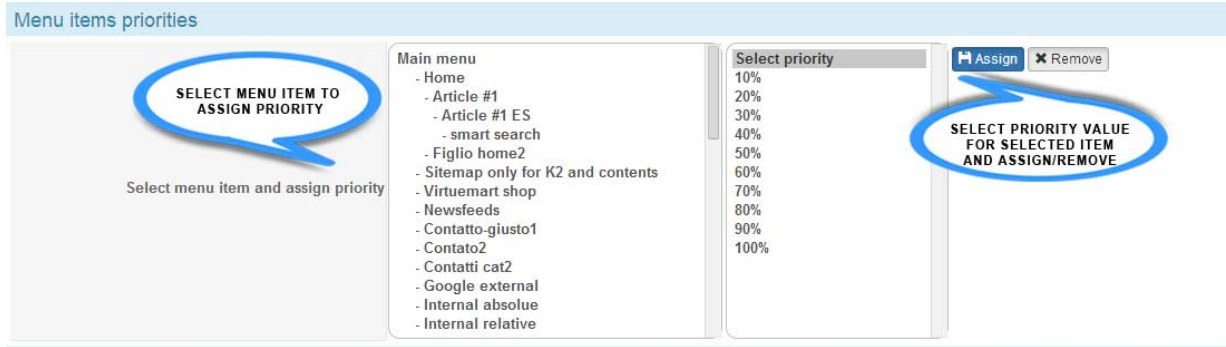 Menu items priorities
SELECT MENU ITEM TO
ASSIGN PRIORITY
Select menu item and assign priority
Main menu
- Home
- Article #1
- Article #1 ES
- smart search
- Figlio home2
- Sitemap only for K2 and contents
- Virtuemart shop
- Newsfeeds
- Contatto-giusto1
- Contato2
- Contatti cat2
- Google external
- Internal absolue
- Internal relative
Select priority
10%
20%
30%
40%
50%
60%
70%
80%
90%
100%
Assign
Remove
SELECT PRIORITY VALUE
FOR SELECTED ITEM
AND ASSIGN/REMOVE